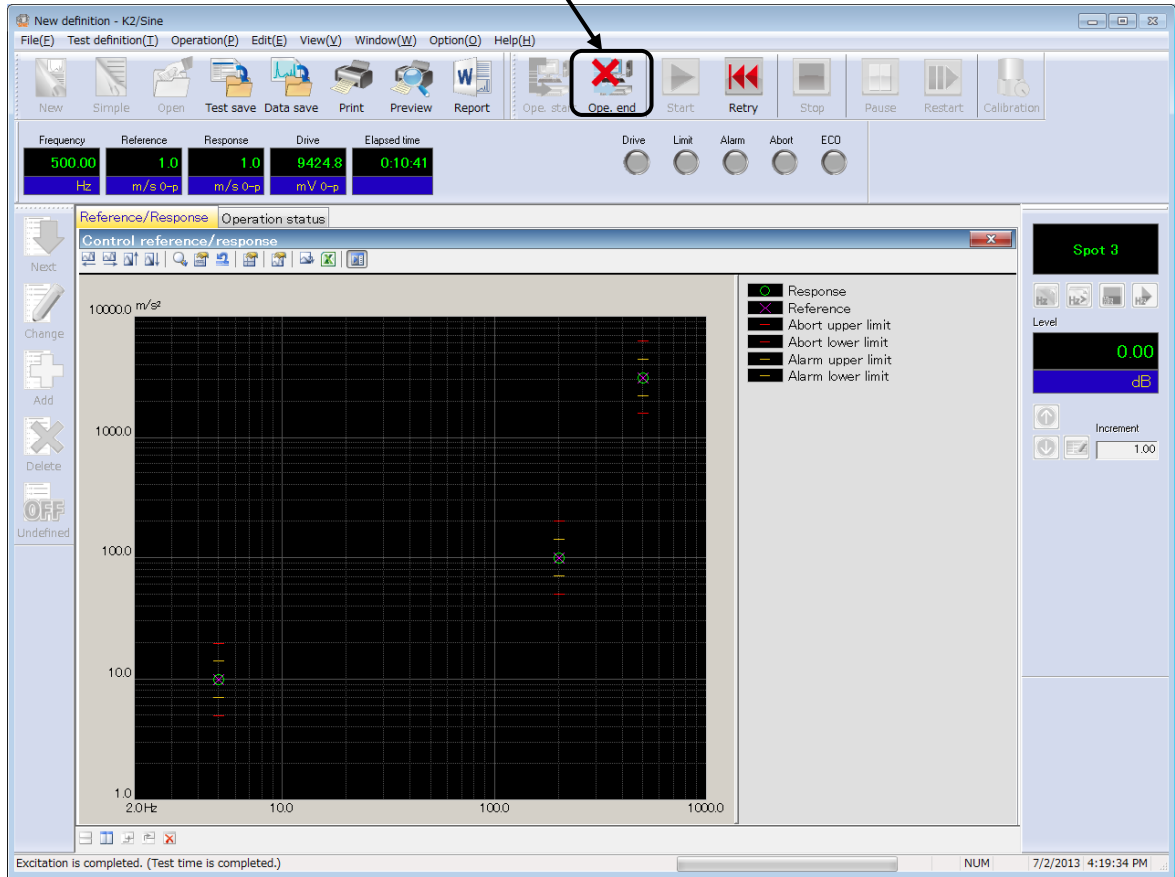 New definition - K2/Sine
File(F) Test definition(T) Operation(P) Edit(E) View(V) Window(W) Option(O) Help(H)
New Simple Open Test save Data save Print Preview Report Ope. start Ope. end Start Retry Stop Pause Restart Calibration
Frequency Reference Response Drive Elapsed time Drive Limit Alarm Abort ECO
500.00 1.0 1.0 9424.8 0:10:41
Hz m/s 0-p m/s 0-p mV 0-p
Reference/Response Operation status
Control reference/response
Next
Change
Add
Delete
OFF
Undefined
10000.0 m/s²
1000.0
100.0
10.0
1.0
2.0 Hz 10.0 100.0 1000.0
Response
Reference
Abort upper limit
Abort lower limit
Alarm upper limit
Alarm lower limit
Spot 3
Level
0.00
dB
Increment
1.00
Excitation is completed. (Test time is completed.) NUM 7/2/2013 4:19:34 PM